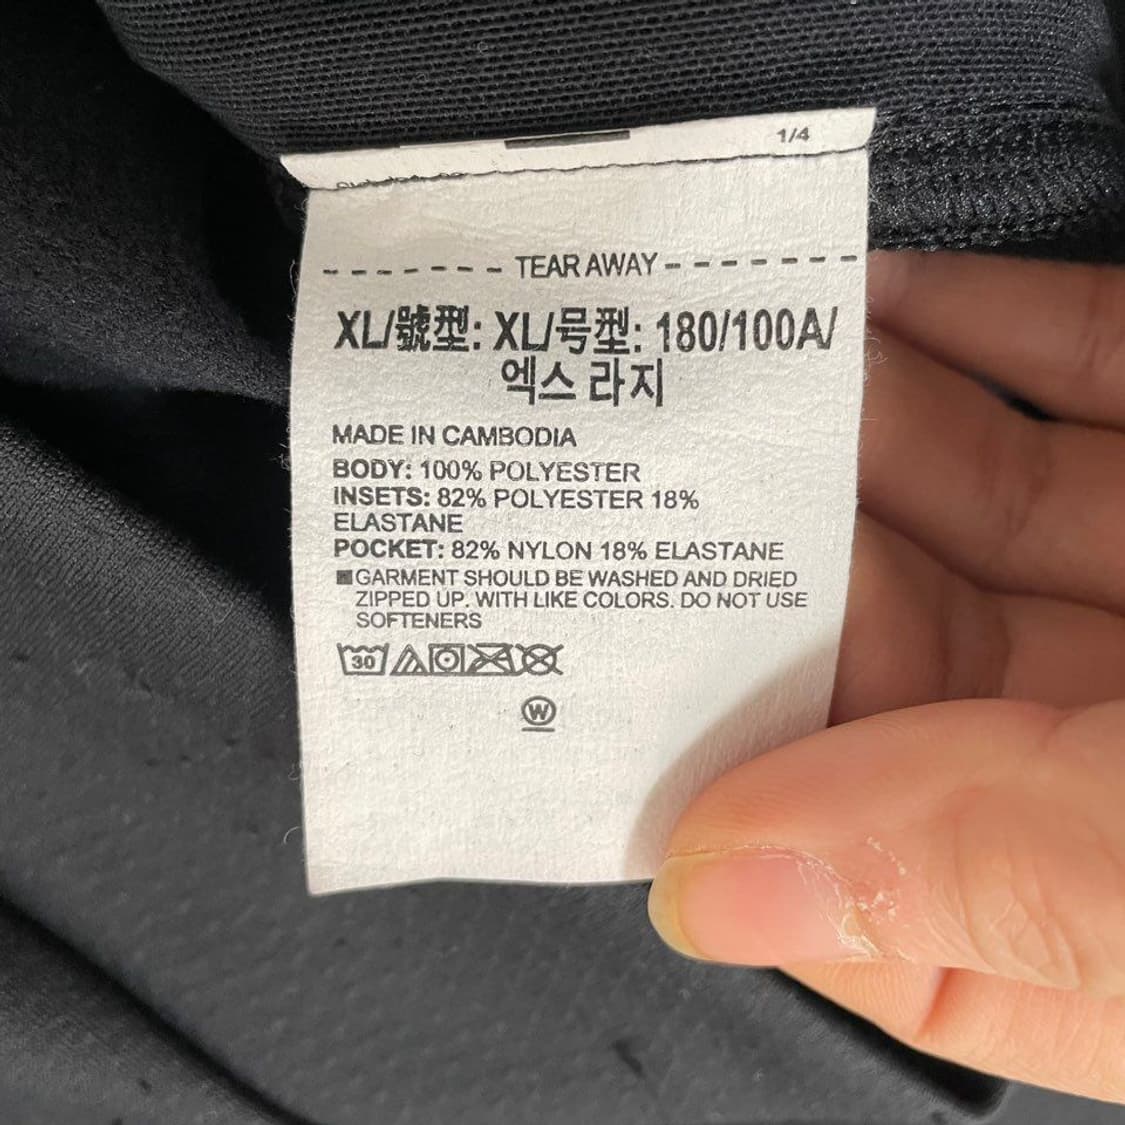 1/4
TEAR AWAY
XL/號型: XL/号型: 180/100A/
엑스 라지
MADE IN CAMBODIA
BODY: 100% POLYESTER
INSETS: 82% POLYESTER 18%
ELASTANE
POCKET: 82% NYLON 18% ELASTANE
GARMENT SHOULD BE WASHED AND DRIED
ZIPPED UP. WITH LIKE COLORS. DO NOT USE
SOFTENERS
30
W